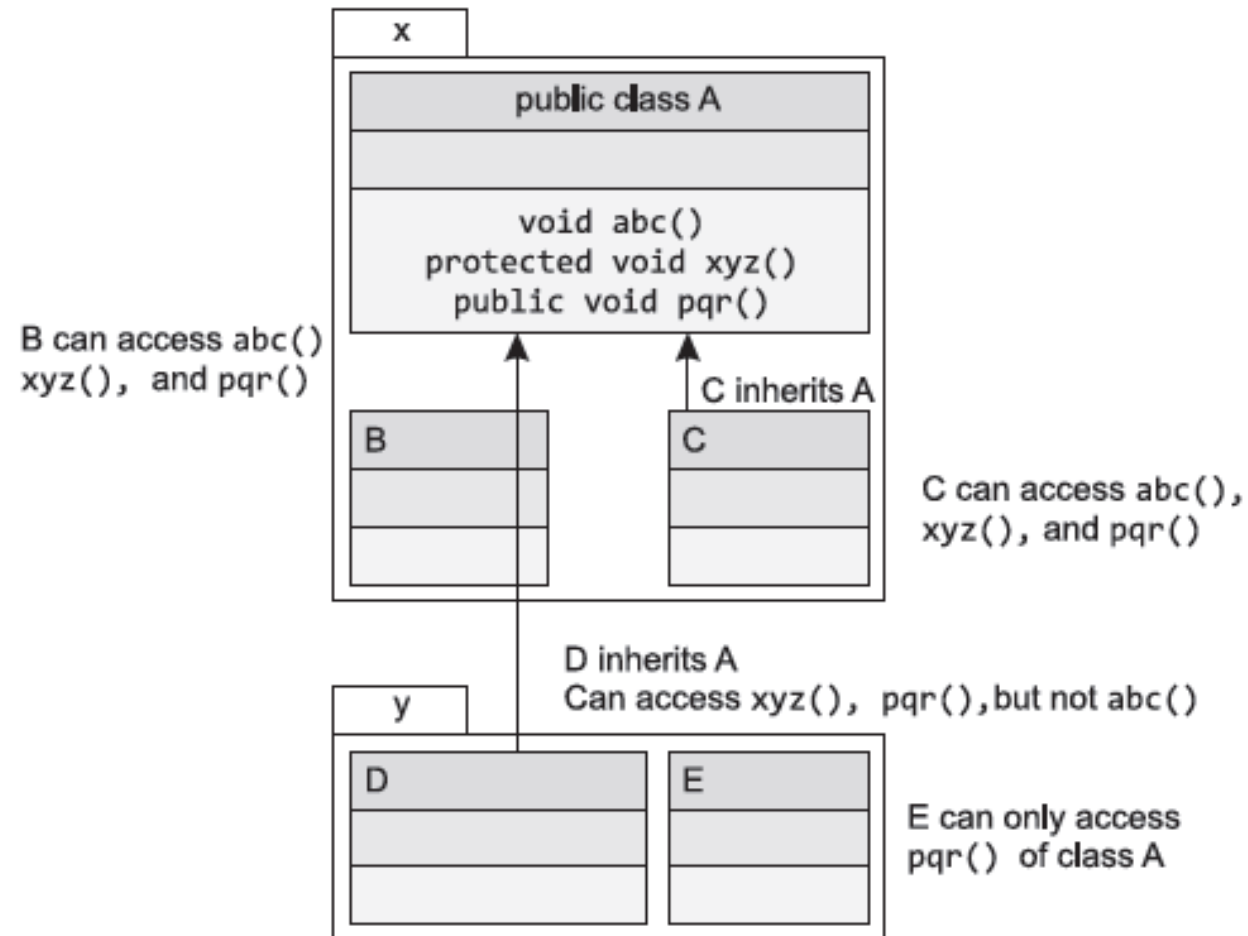 x
public class A
void abc()
protected void xyz()
public void pqr()
B can access abc()
xyz(), and pqr()
C inherits A
B
C
C can access abc(),
xyz(), and pqr()
D inherits A
Can access xyz(), pqr(),but not abc()
y
D
E
E can only access
pqr() of class A